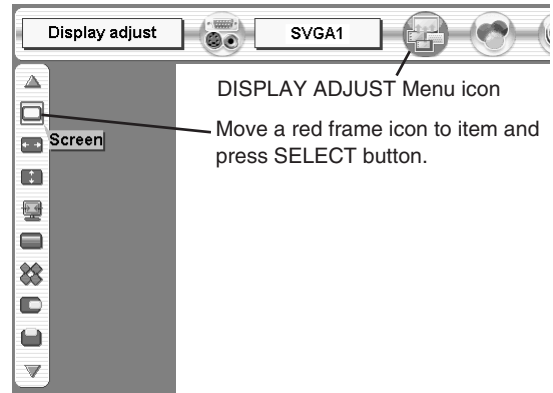 Display adjust
SVGA1
DISPLAY ADJUST Menu icon
Move a red frame icon to item and
press SELECT button.
Screen